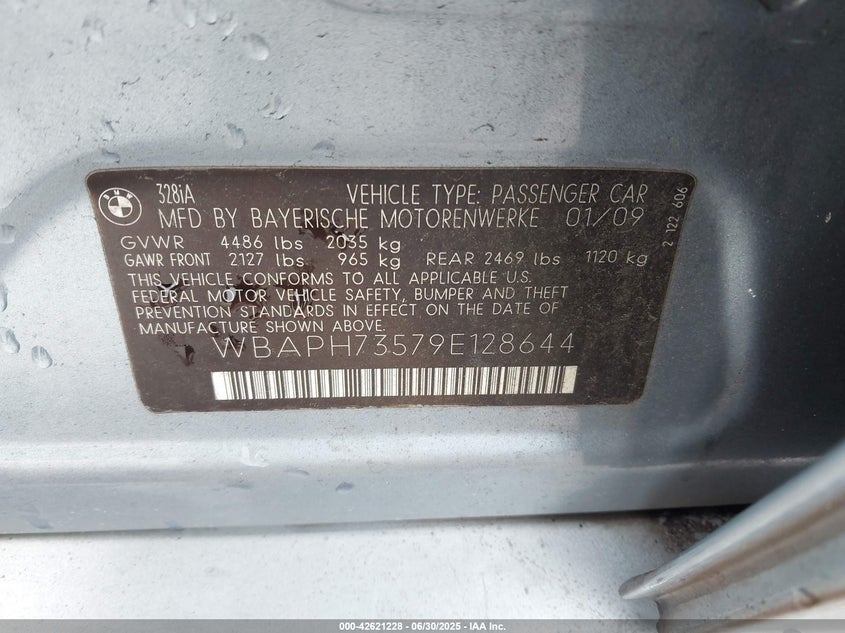 BMW
328iA VEHICLE TYPE: PASSENGER CAR
MFD BY BAYERISCHE MOTORENWERKE 01/09
GVWR 4486 lbs 2035 kg
GAWR FRONT 2127 lbs 965 kg REAR 2469 lbs 1120 kg
THIS VEHICLE CONFORMS TO ALL APPLICABLE U.S.
FEDERAL MOTOR VEHICLE SAFETY, BUMPER AND THEFT
PREVENTION STANDARDS IN EFFECT ON THE DATE OF
MANUFACTURE SHOWN ABOVE.
WBAPH73579E128644
2 122 606
000-42621228 - 06/30/2025 - IAA Inc.